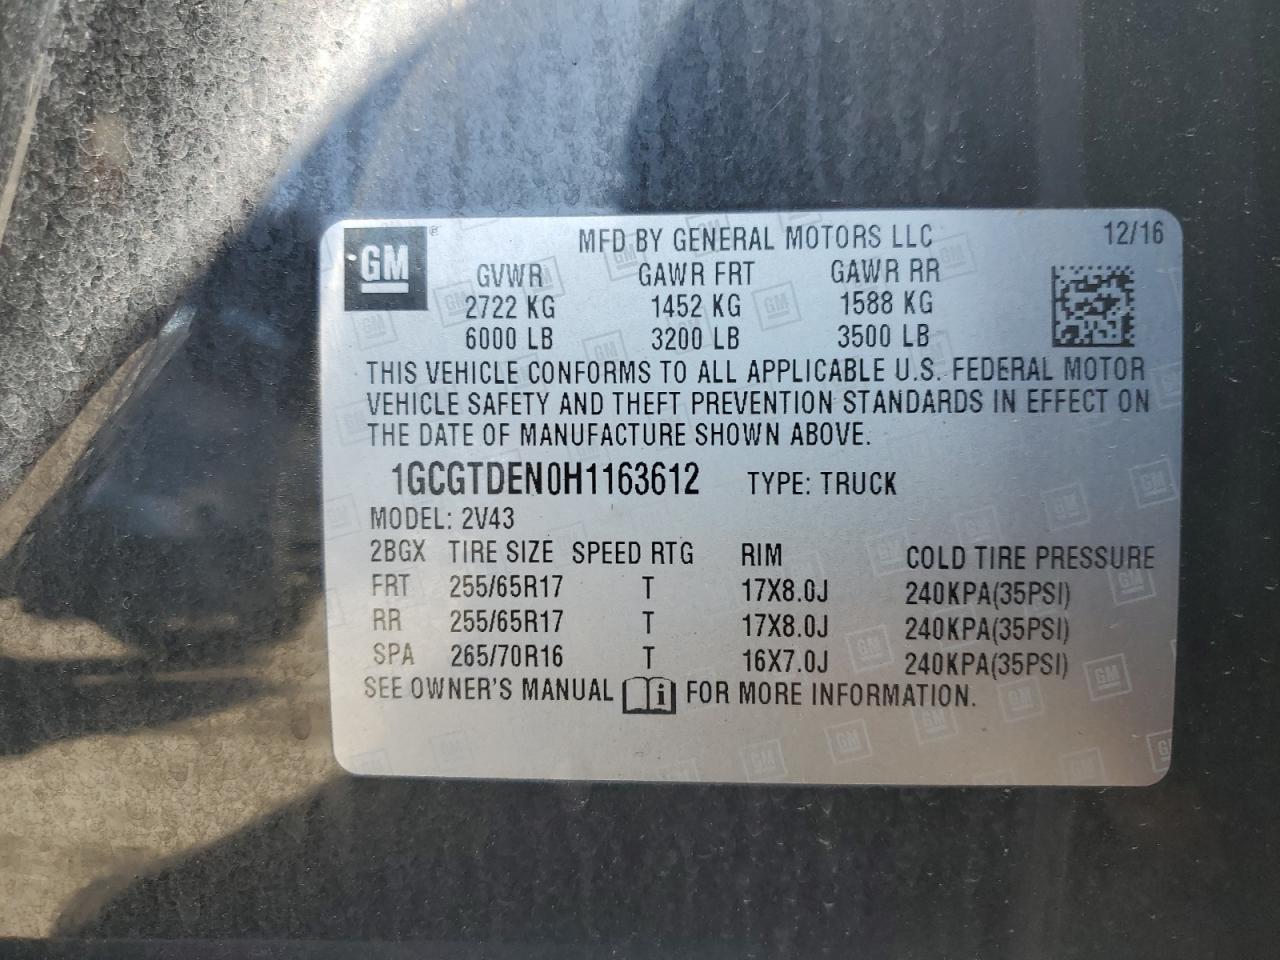 GM® MFD BY GENERAL MOTORS LLC 12/16
GVWR GAWR FRT GAWR RR
2722 KG 1452 KG 1588 KG
6000 LB 3200 LB 3500 LB
THIS VEHICLE CONFORMS TO ALL APPLICABLE U.S. FEDERAL MOTOR
VEHICLE SAFETY AND THEFT PREVENTION STANDARDS IN EFFECT ON
THE DATE OF MANUFACTURE SHOWN ABOVE.
1GCGTDEN0H1163612 TYPE: TRUCK
MODEL: 2V43
2BGX TIRE SIZE SPEED RTG RIM COLD TIRE PRESSURE
FRT 255/65R17 T 17X8.0J 240KPA(35PSI)
RR 255/65R17 T 17X8.0J 240KPA(35PSI)
SPA 265/70R16 T 16X7.0J 240KPA(35PSI)
SEE OWNER'S MANUAL i FOR MORE INFORMATION.